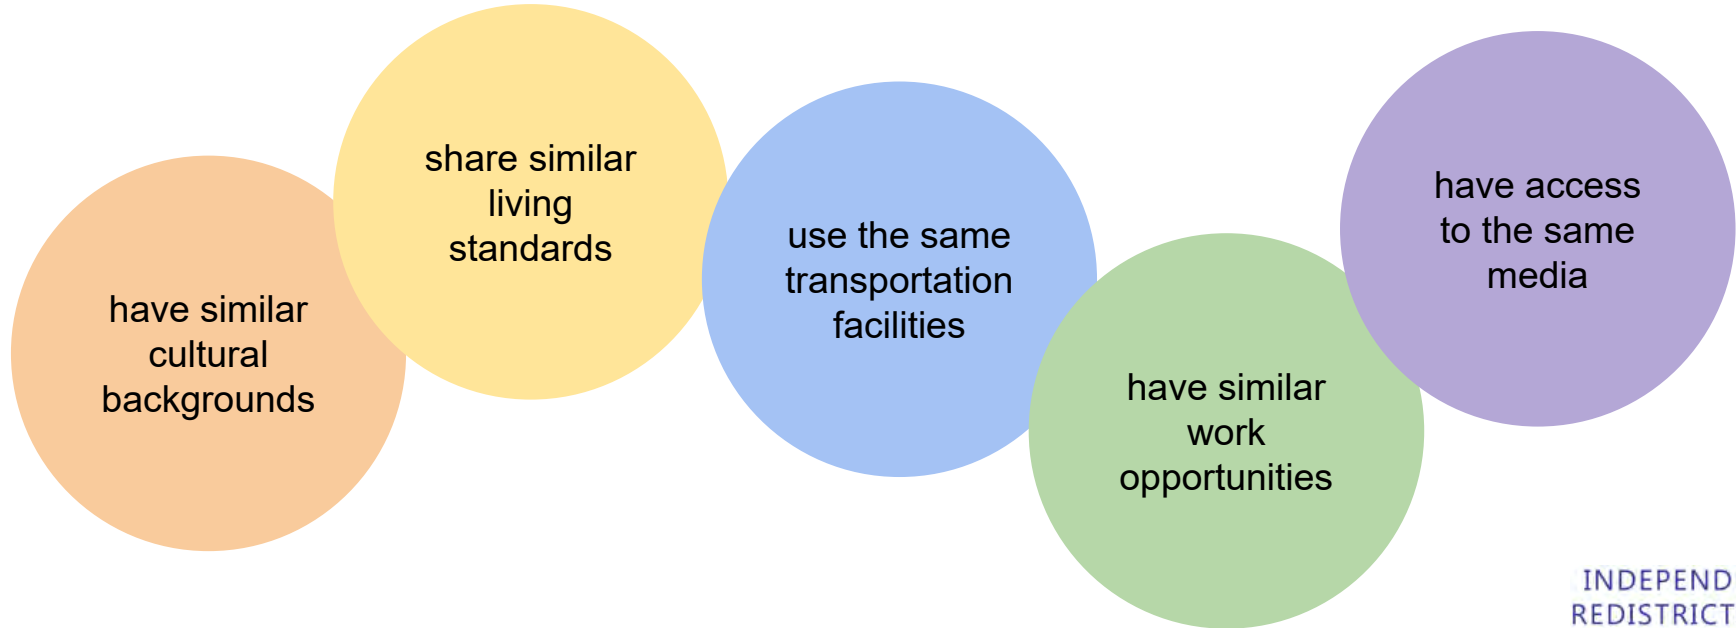 have similar
cultural
backgrounds
share similar
living
standards
use the same
transportation
facilities
have similar
work
opportunities
have access
to the same
media
INDEPEND
REDISTRICT